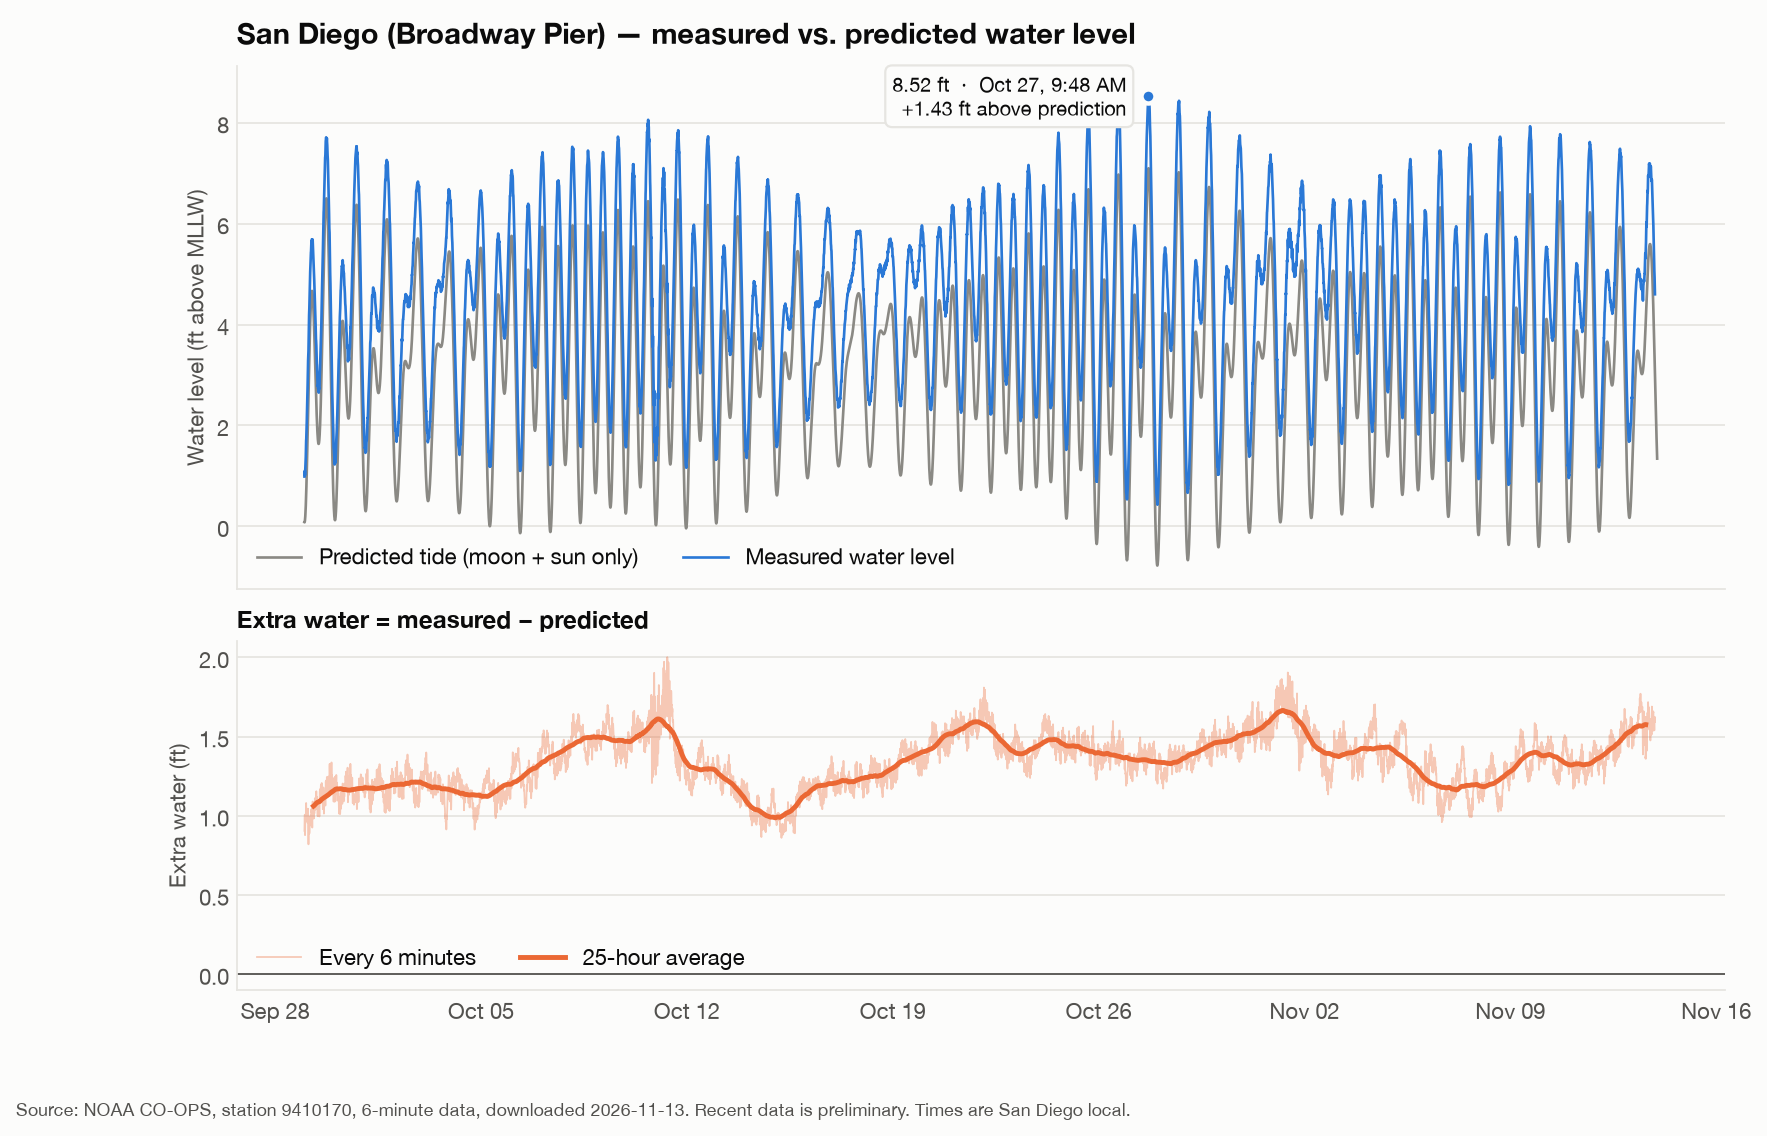 San Diego (Broadway Pier) — measured vs. predicted water level
8.52 ft · Oct 27, 9:48 AM
+1.43 ft above prediction
Water level (ft above MLLW)
8
6
4
2
0
Predicted tide (moon + sun only)
Measured water level
Extra water = measured − predicted
Extra water (ft)
2.0
1.5
1.0
0.5
0.0
Every 6 minutes
25-hour average
Sep 28
Oct 05
Oct 12
Oct 19
Oct 26
Nov 02
Nov 09
Nov 16
Source: NOAA CO-OPS, station 9410170, 6-minute data, downloaded 2026-11-13. Recent data is preliminary. Times are San Diego local.